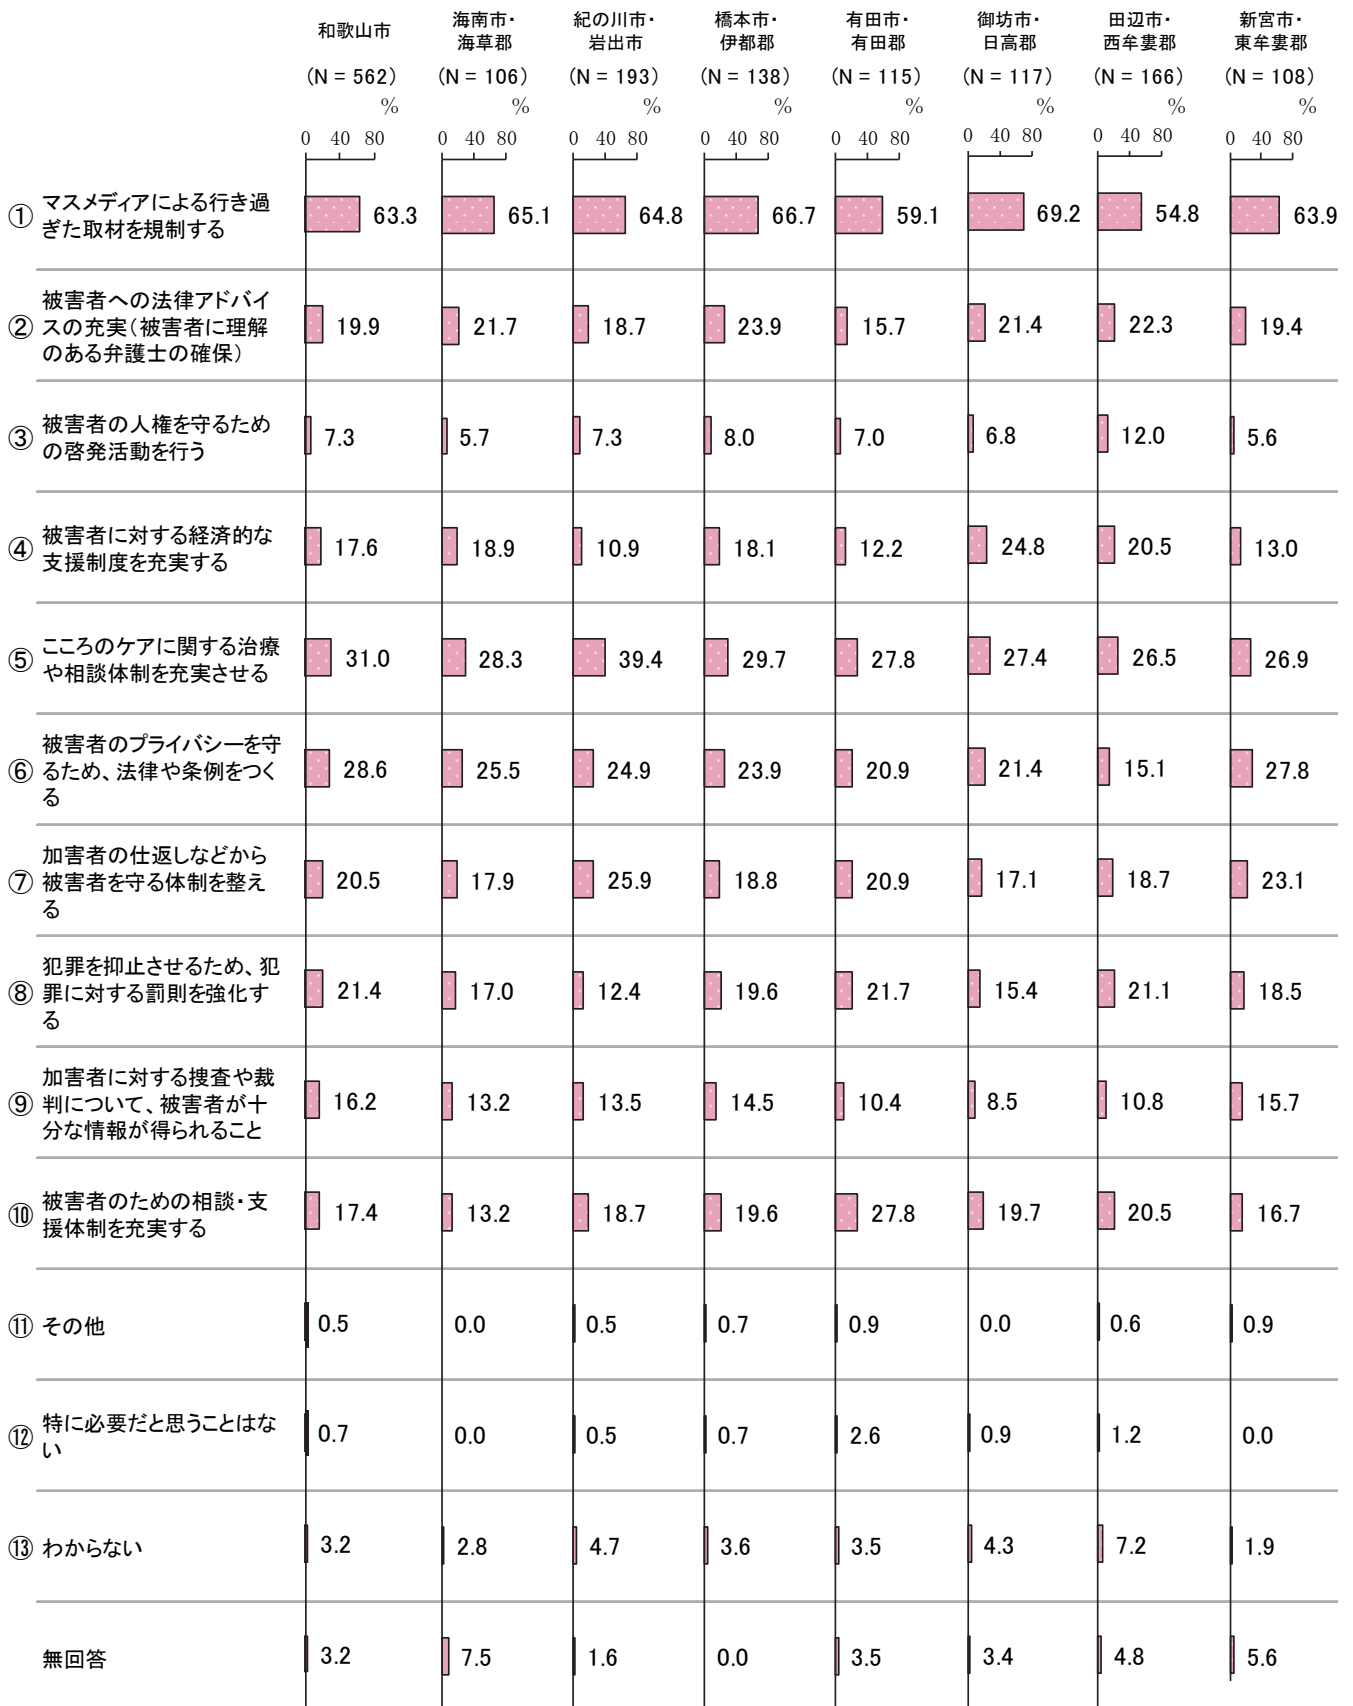 和歌山市
海南市・
海草郡
紀の川市・
岩出市
橋本市・
伊都郡
有田市・
有田郡
御坊市・
日高郡
田辺市・
西牟婁郡
新宮市・
東牟婁郡
(N = 562) (N = 106) (N = 193) (N = 138) (N = 115) (N = 117) (N = 166) (N = 108)
% % % % % % % %
0 40 80 0 40 80 0 40 80 0 40 80 0 40 80 0 40 80 0 40 80 0 40 80
① マスメディアによる行き過
ぎた取材を規制する
63.3 65.1 64.8 66.7 59.1 69.2 54.8 63.9
② 被害者への法律アドバイ
スの充実(被害者に理解
のある弁護士の確保)
19.9 21.7 18.7 23.9 15.7 21.4 22.3 19.4
③ 被害者の人権を守るため
の啓発活動を行う
7.3 5.7 7.3 8.0 7.0 6.8 12.0 5.6
④ 被害者に対する経済的な
支援制度を充実する
17.6 18.9 10.9 18.1 12.2 24.8 20.5 13.0
⑤ こころのケアに関する治療
や相談体制を充実させる
31.0 28.3 39.4 29.7 27.8 27.4 26.5 26.9
⑥ 被害者のプライバシーを守
るため、法律や条例をつく
る
28.6 25.5 24.9 23.9 20.9 21.4 15.1 27.8
⑦ 加害者の仕返しなどから
被害者を守る体制を整え
る
20.5 17.9 25.9 18.8 20.9 17.1 18.7 23.1
⑧ 犯罪を抑止させるため、犯
罪に対する罰則を強化す
る
21.4 17.0 12.4 19.6 21.7 15.4 21.1 18.5
⑨ 加害者に対する捜査や裁
判について、被害者が十
分な情報が得られること
16.2 13.2 13.5 14.5 10.4 8.5 10.8 15.7
⑩ 被害者のための相談・支
援体制を充実する
17.4 13.2 18.7 19.6 27.8 19.7 20.5 16.7
⑪ その他
0.5 0.0 0.5 0.7 0.9 0.0 0.6 0.9
⑫ 特に必要だと思うことはな
い
0.7 0.0 0.5 0.7 2.6 0.9 1.2 0.0
⑬ わからない
3.2 2.8 4.7 3.6 3.5 4.3 7.2 1.9
無回答
3.2 7.5 1.6 0.0 3.5 3.4 4.8 5.6